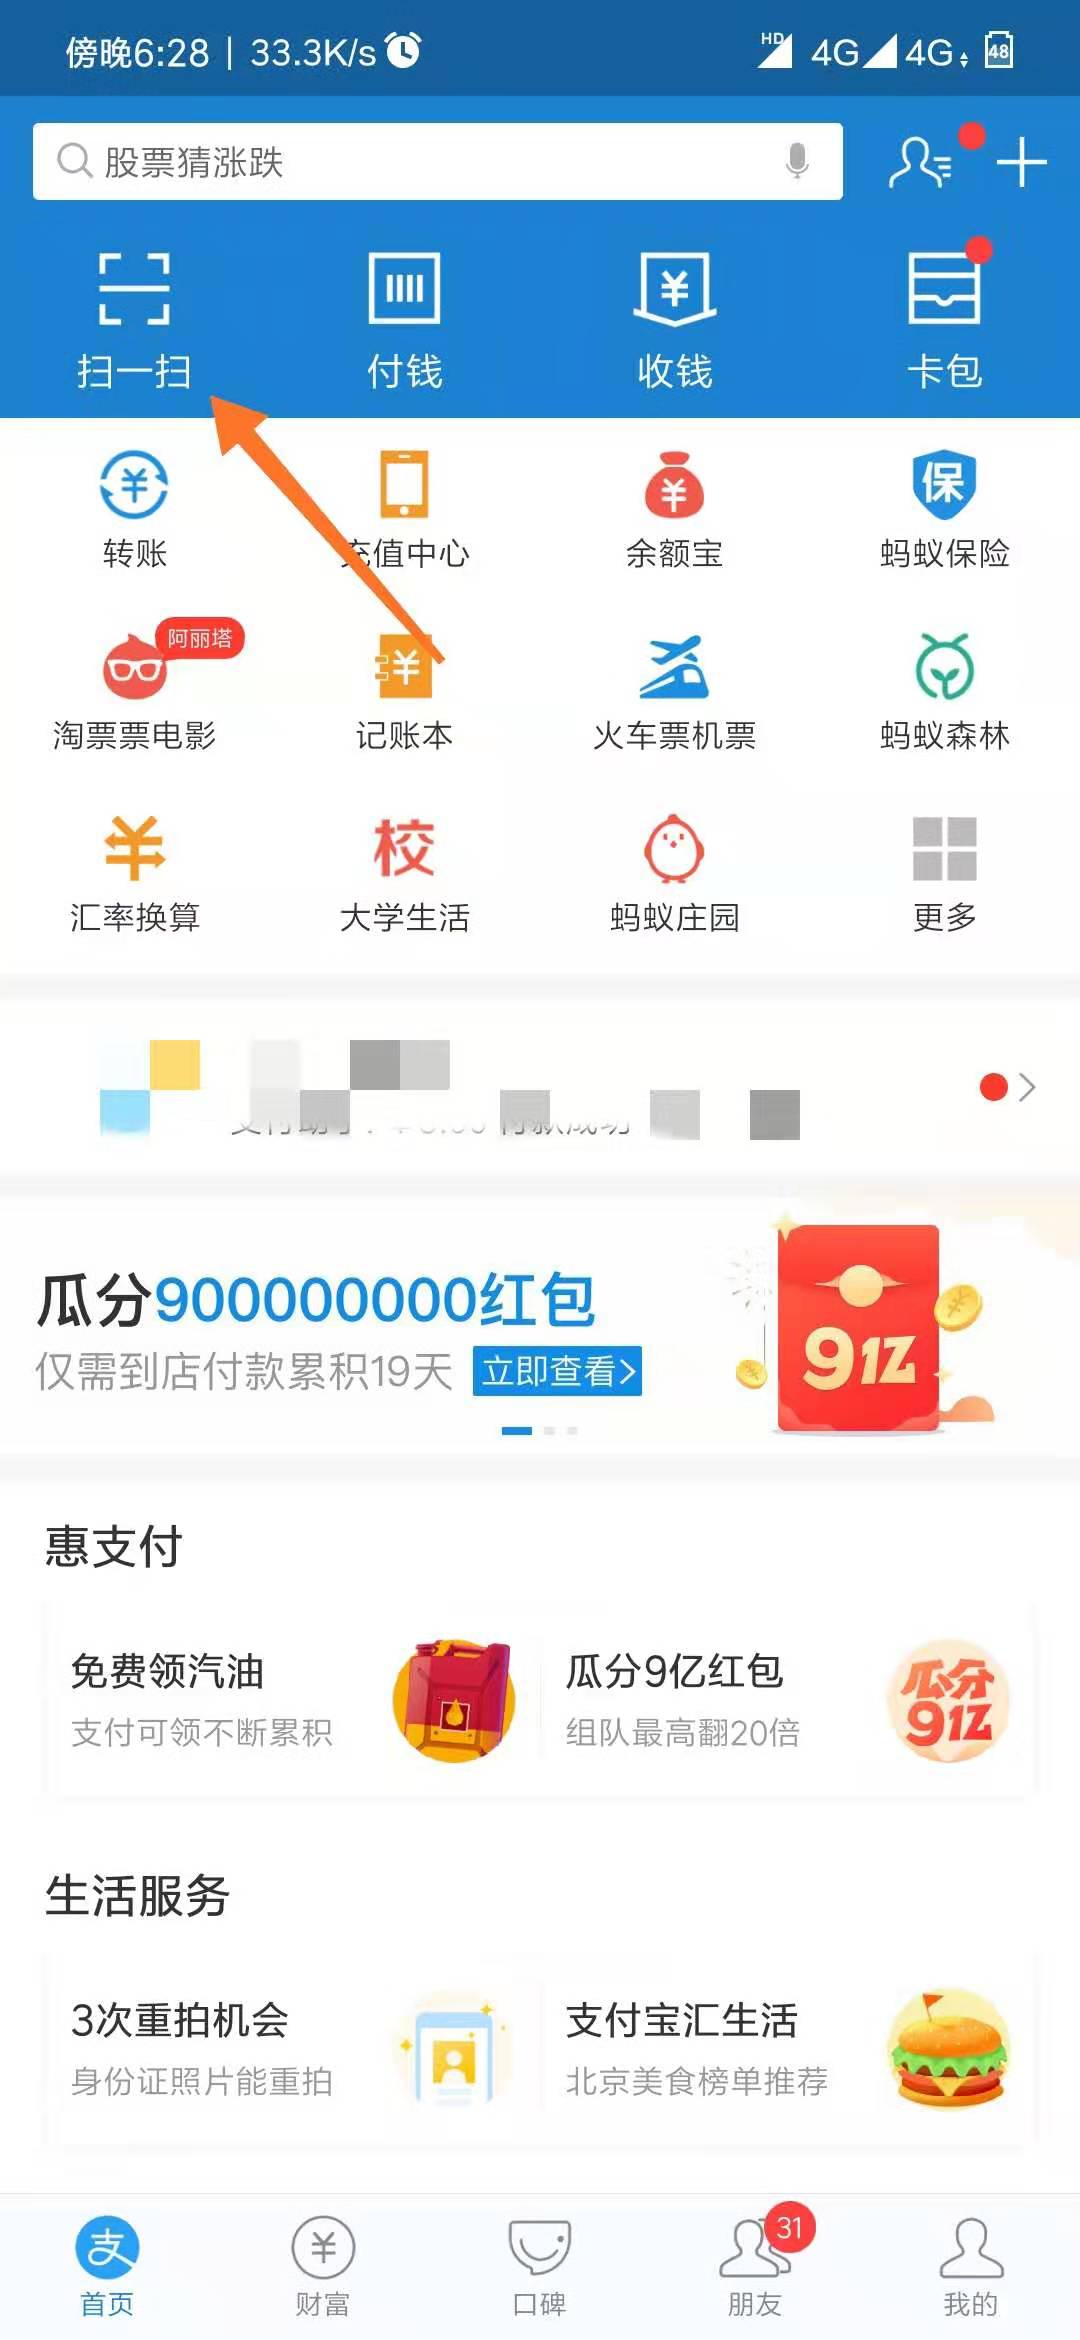 傍晚6:28 | 33.3K/s
HD 4G 4G 48
股票猜涨跌
扫一扫 付钱 收钱 卡包
保
转账 充值中心 余额宝 蚂蚁保险
阿丽塔
淘票票电影 记账本 火车票机票 蚂蚁森林
校
汇率换算 大学生活 蚂蚁庄园 更多
付款成功
瓜分900000000红包
仅需到店付款累积19天 立即查看>
9亿
惠支付
免费领汽油
支付可领不断累积
瓜分9亿红包
组队最高翻20倍
瓜分
9亿
生活服务
3次重拍机会
身份证照片能重拍
支付宝汇生活
北京美食榜单推荐
支
31
首页 财富 口碑 朋友 我的